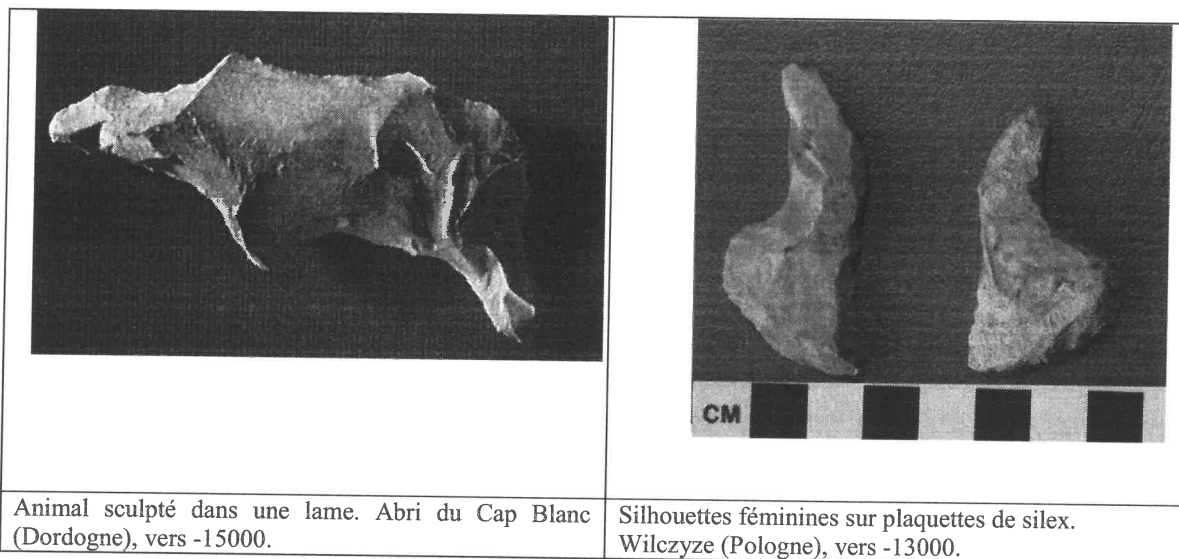 CM
Animal sculpté dans une lame. Abri du Cap Blanc
(Dordogne), vers -15000.
Silhouettes féminines sur plaquettes de silex.
Wilczyze (Pologne), vers -13000.